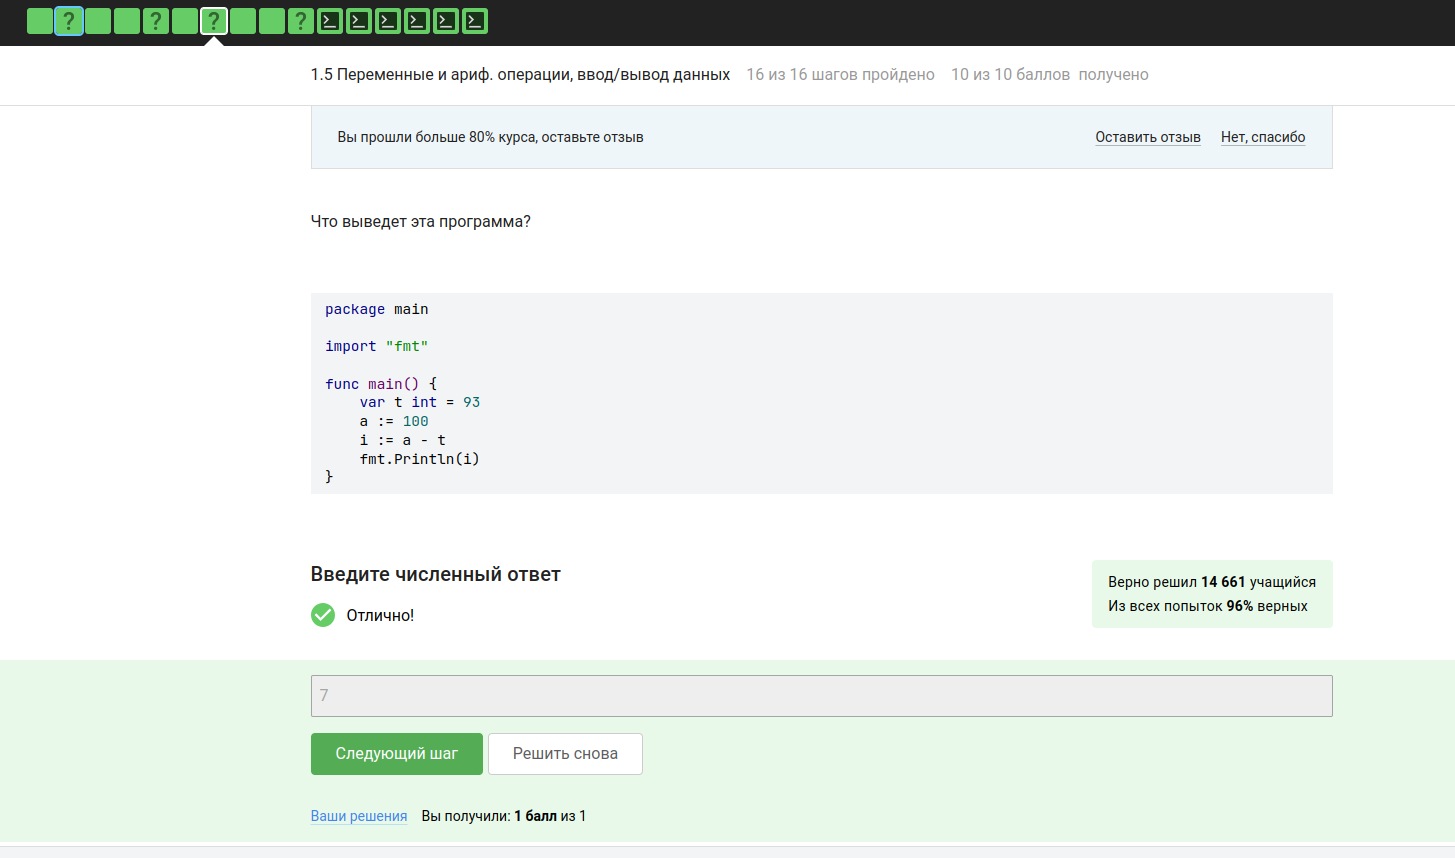 1.5 Переменные и ариф. операции, ввод/вывод данных 16 из 16 шагов пройдено 10 из 10 баллов получено
Вы прошли больше 80% курса, оставьте отзыв Оставить отзыв Нет, спасибо
Что выведет эта программа?
package main
import "fmt"
func main() {
    var t int = 93
    a := 100
    i := a - t
    fmt.Println(i)
}
Введите численный ответ
Отлично!
Верно решил 14 661 учащийся
Из всех попыток 96% верных
7
Следующий шаг Решить снова
Ваши решения Вы получили: 1 балл из 1